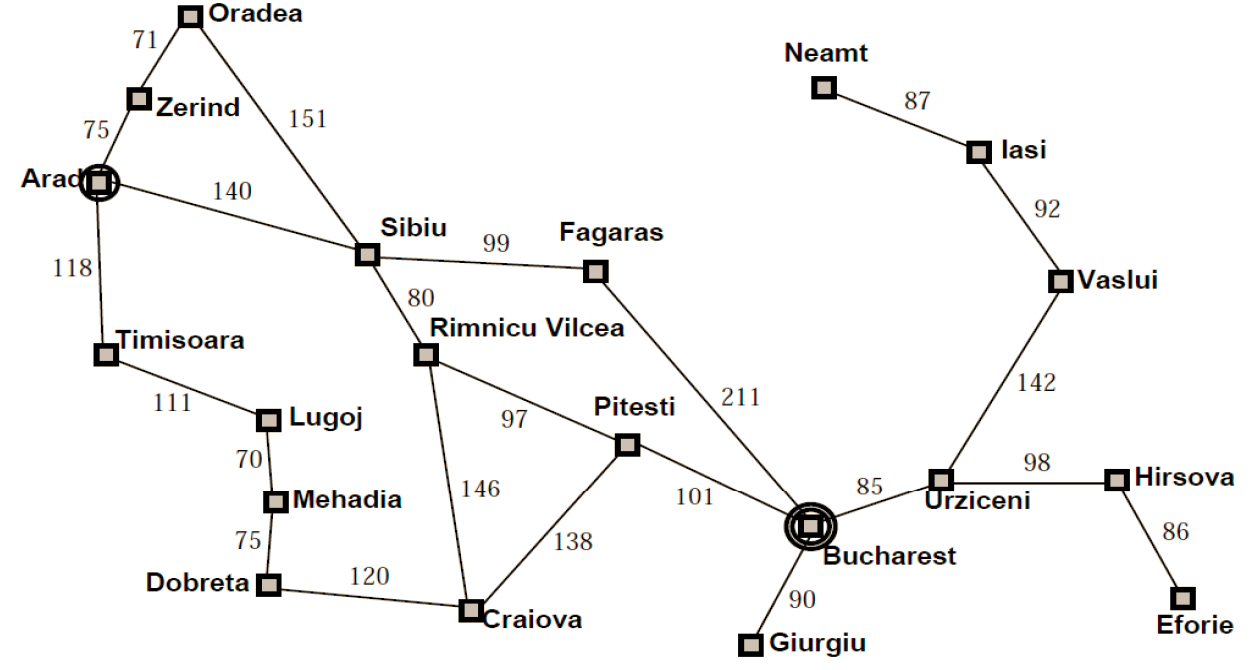 Oradea
71
Neamt
87
Zerind
151
75
Iasi
Arad
140
92
Sibiu
Fagaras
99
118
Vaslui
80
Rimnicu Vilcea
Timisoara
142
211
111
Lugoj
97
Pitesti
70
98
Hirsova
146
101
85
Urziceni
Mehadia
75
138
86
Bucharest
Dobreta
120
90
Craiova
Eforie
Giurgiu